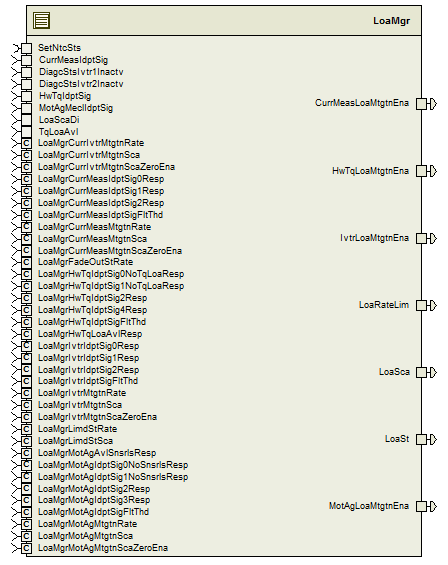 LoaMgr
SetNtcSts
CurrMeasIdptSig
DiagcStsIvtr1Inactv
DiagcStsIvtr2Inactv
HwTqIdptSig
MotAgMeclIdptSig
LoaScaDi
TqLoaAvl
C LoaMgrCurrIvtrMtgtnRate
C LoaMgrCurrIvtrMtgtnSca
C LoaMgrCurrIvtrMtgtnScaZeroEna
C LoaMgrCurrMeasIdptSig0Resp
C LoaMgrCurrMeasIdptSig1Resp
C LoaMgrCurrMeasIdptSig2Resp
C LoaMgrCurrMeasIdptSigFltThd
C LoaMgrCurrMeasMtgtnRate
C LoaMgrCurrMeasMtgtnSca
C LoaMgrCurrMeasMtgtnScaZeroEna
C LoaMgrFadeOutStRate
C LoaMgrHwTqIdptSig0NoTqLoaResp
C LoaMgrHwTqIdptSig1NoTqLoaResp
C LoaMgrHwTqIdptSig2Resp
C LoaMgrHwTqIdptSig4Resp
C LoaMgrHwTqIdptSigFltThd
C LoaMgrHwTqLoaAvlResp
C LoaMgrIvtrIdptSig0Resp
C LoaMgrIvtrIdptSig1Resp
C LoaMgrIvtrIdptSig2Resp
C LoaMgrIvtrIdptSigFltThd
C LoaMgrIvtrMtgtnRate
C LoaMgrIvtrMtgtnSca
C LoaMgrIvtrMtgtnScaZeroEna
C LoaMgrLimdStRate
C LoaMgrLimdStSca
C LoaMgrMotAgAvlSnsrlsResp
C LoaMgrMotAgIdptSig0NoSnsrlsResp
C LoaMgrMotAgIdptSig1NoSnsrlsResp
C LoaMgrMotAgIdptSig2Resp
C LoaMgrMotAgIdptSig3Resp
C LoaMgrMotAgIdptSigFltThd
C LoaMgrMotAgMtgtnRate
C LoaMgrMotAgMtgtnSca
C LoaMgrMotAgMtgtnScaZeroEna
CurrMeasLoaMtgtnEna
HwTqLoaMtgtnEna
IvtrLoaMtgtnEna
LoaRateLim
LoaSca
LoaSt
MotAgLoaMtgtnEna